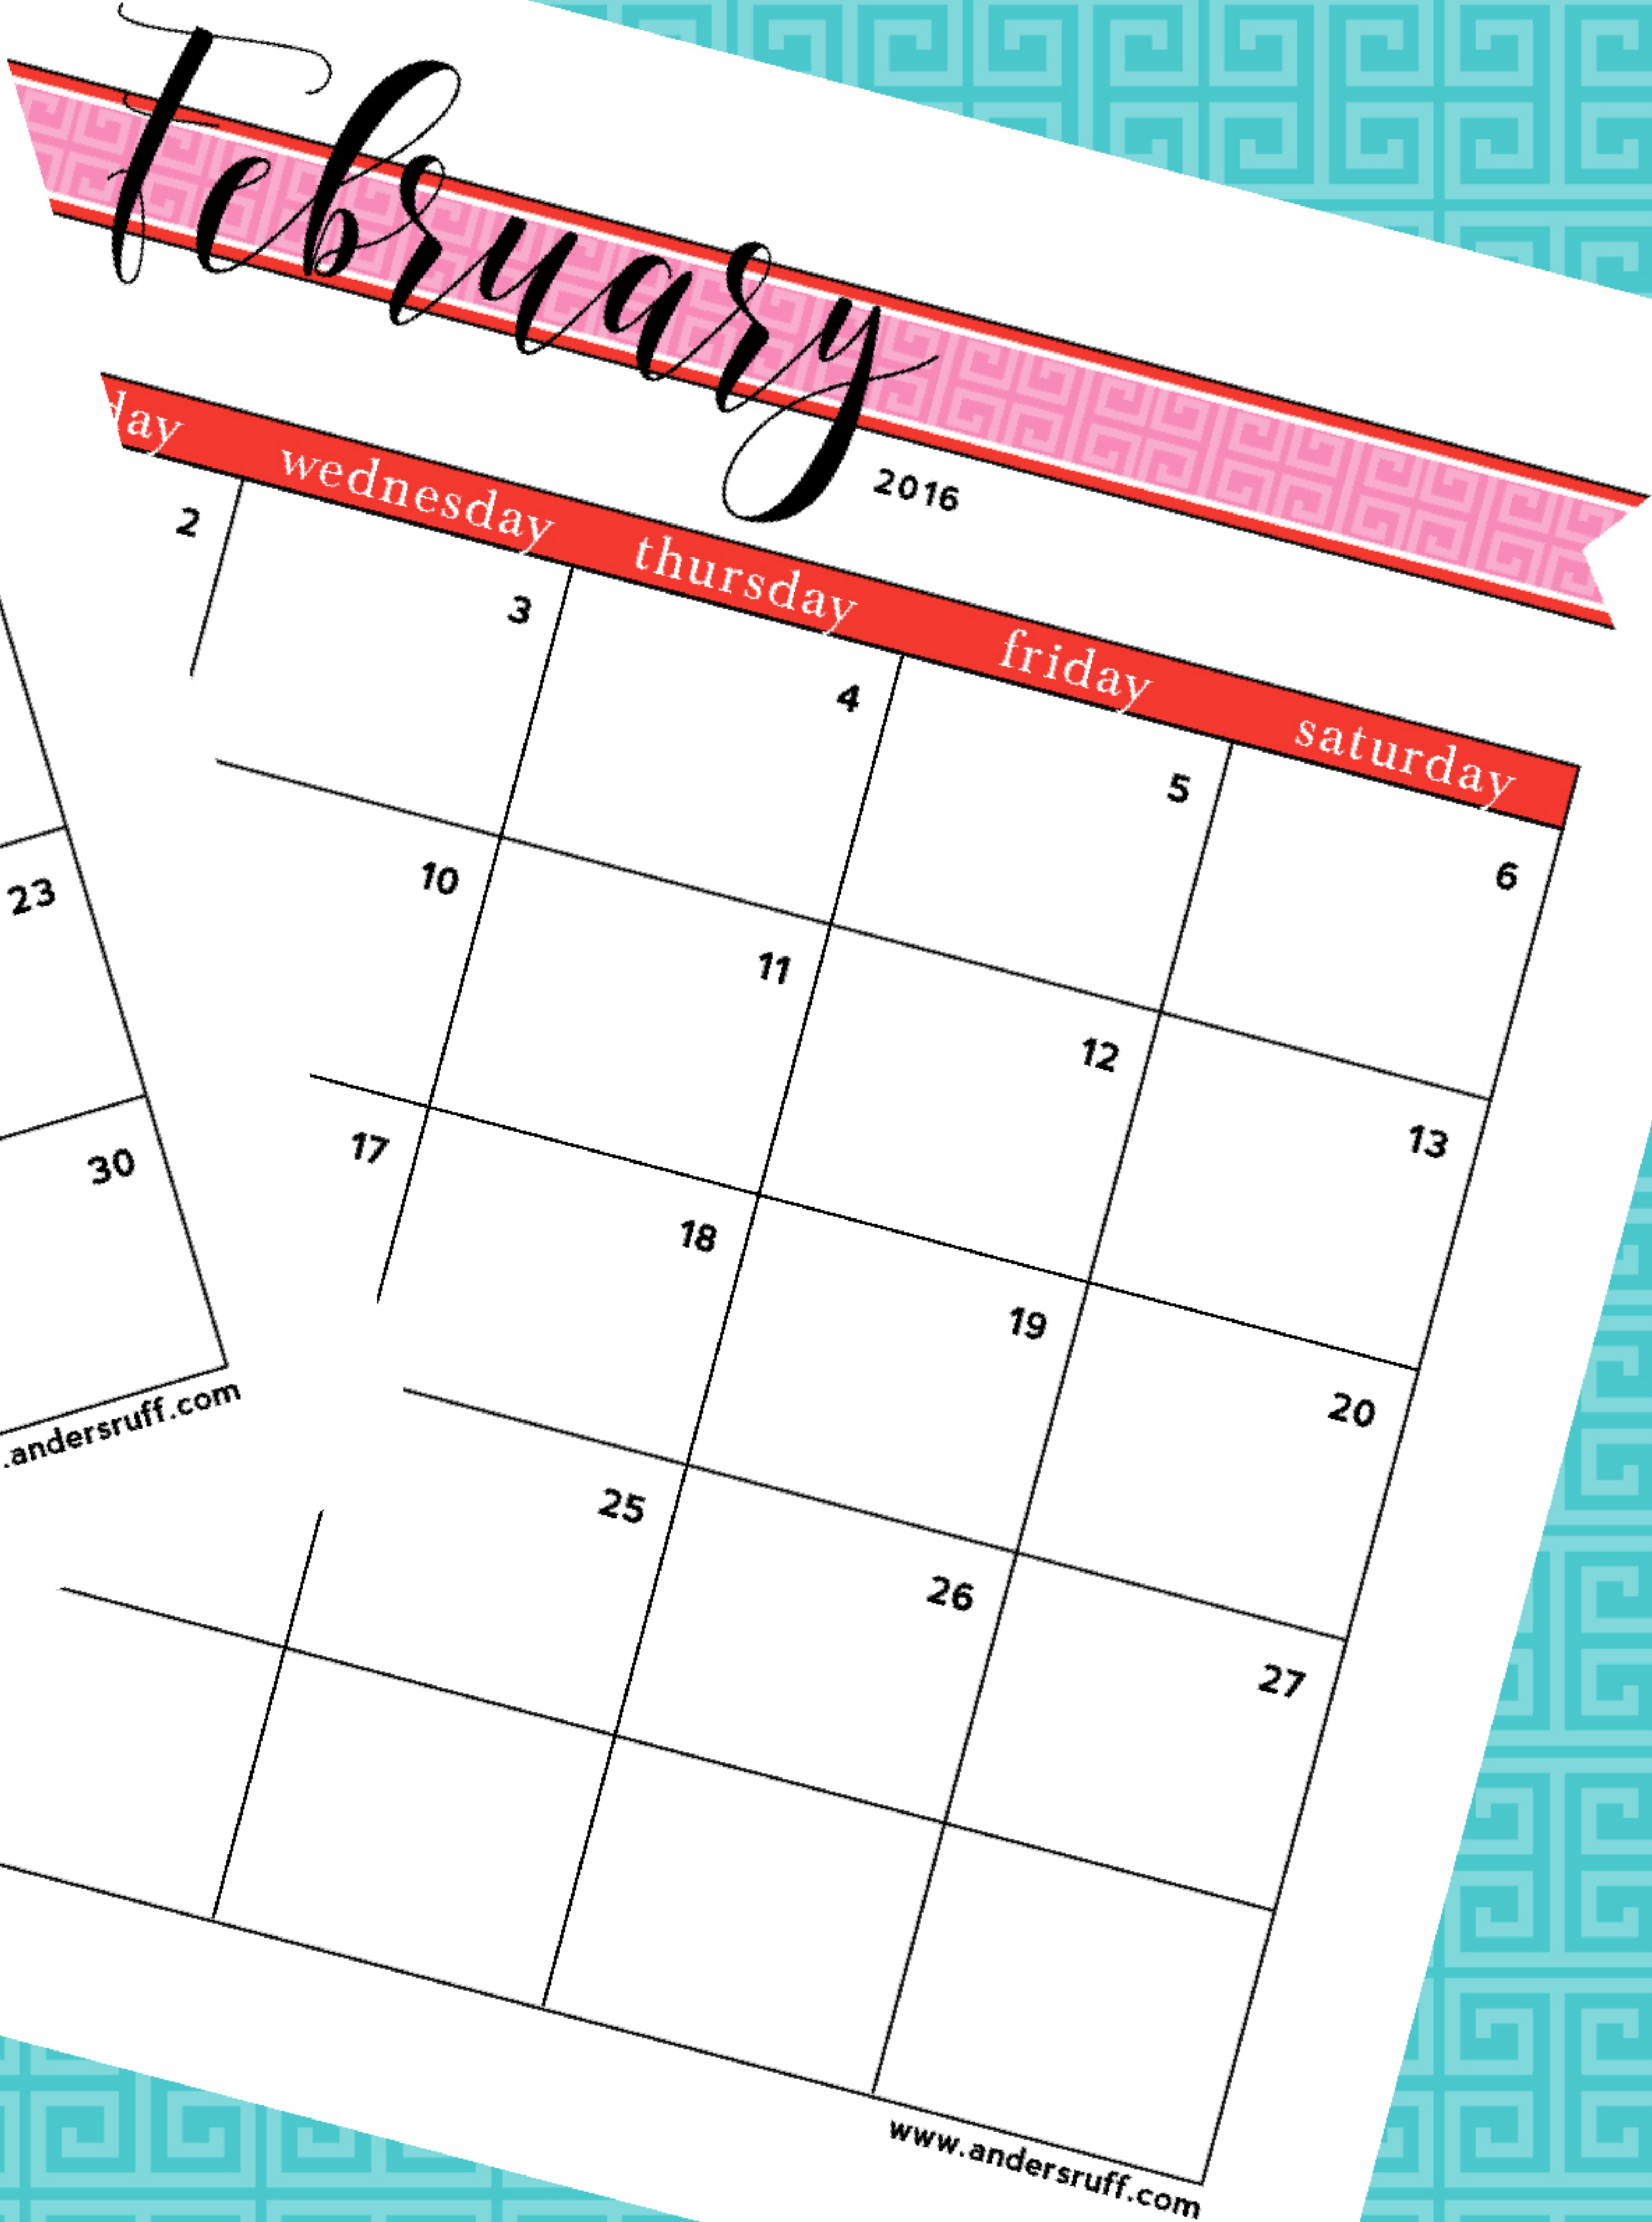 February
2016
day wednesday thursday friday saturday
2 3 4 5 6
10 11 12 13
17 18 19 20
25 26 27
www.andersruff.com
23
30
.andersruff.com